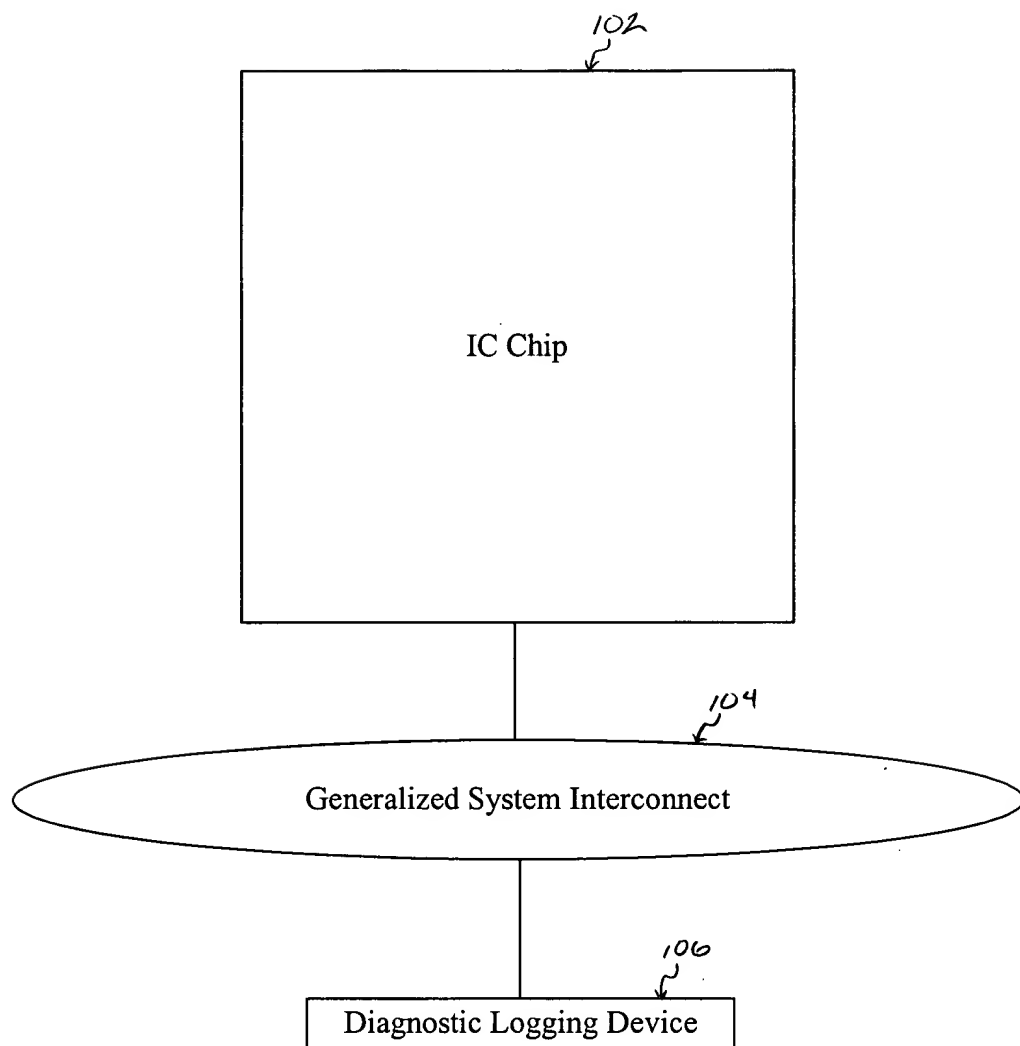 102
IC Chip
104
Generalized System Interconnect
106
Diagnostic Logging Device